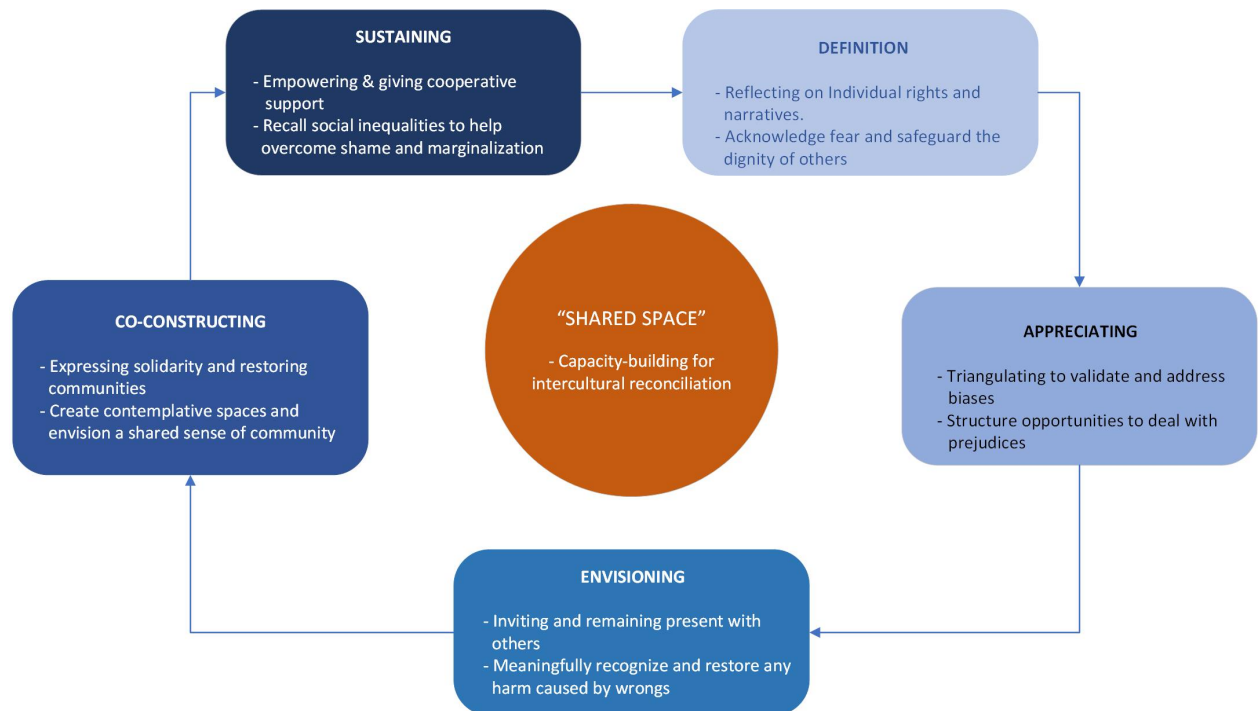 SUSTAINING
- Empowering & giving cooperative
support
- Recall social inequalities to help
overcome shame and marginalization
DEFINITION
- Reflecting on Individual rights and
narratives.
- Acknowledge fear and safeguard the
dignity of others
CO-CONSTRUCTING
- Expressing solidarity and restoring
communities
- Create contemplative spaces and
envision a shared sense of community
“SHARED SPACE”
- Capacity-building for
intercultural reconciliation
APPRECIATING
- Triangulating to validate and address
biases
- Structure opportunities to deal with
prejudices
ENVISIONING
- Inviting and remaining present with
others
- Meaningfully recognize and restore any
harm caused by wrongs